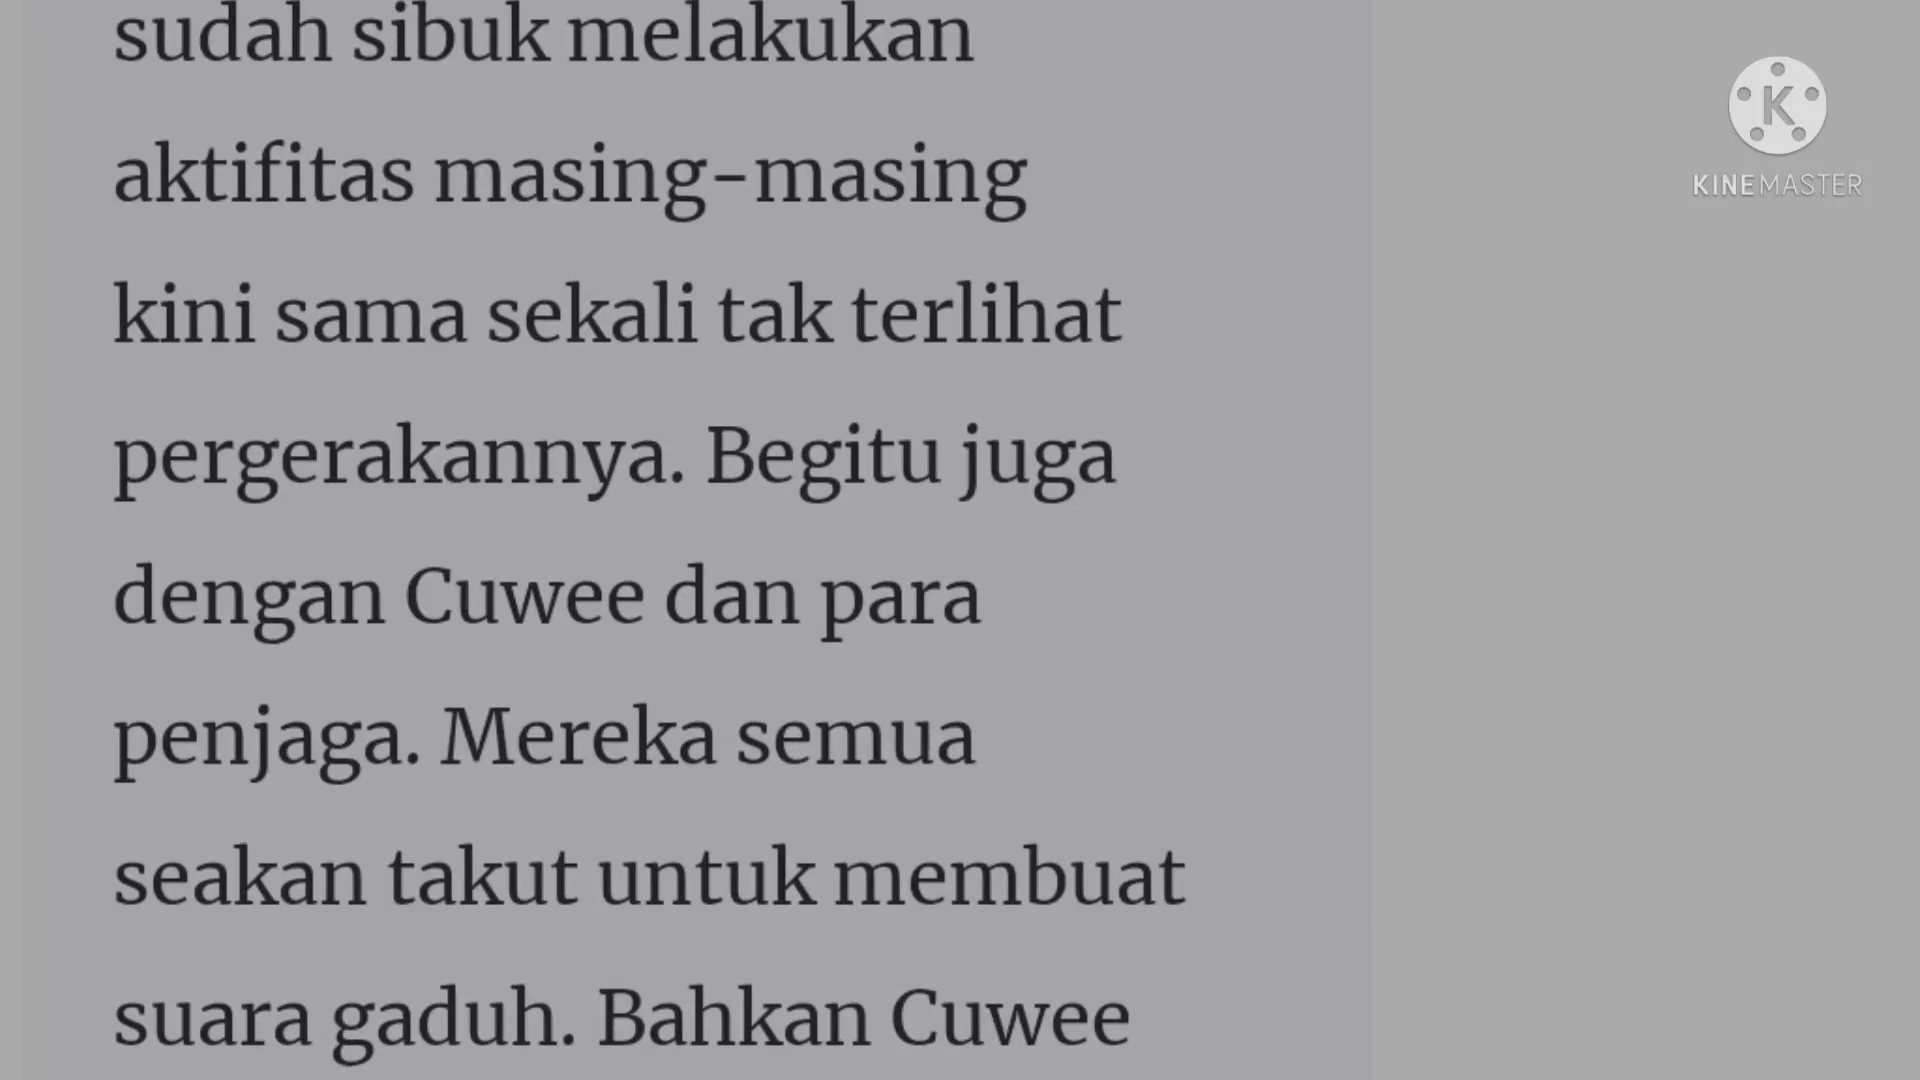 sudah sibuk melakukan
aktifitas masing-masing
kini sama sekali tak terlihat
pergerakannya. Begitu juga
dengan Cuwee dan para
penjaga. Mereka semua
seakan takut untuk membuat
suara gaduh. Bahkan Cuwee
K
KINEMASTER